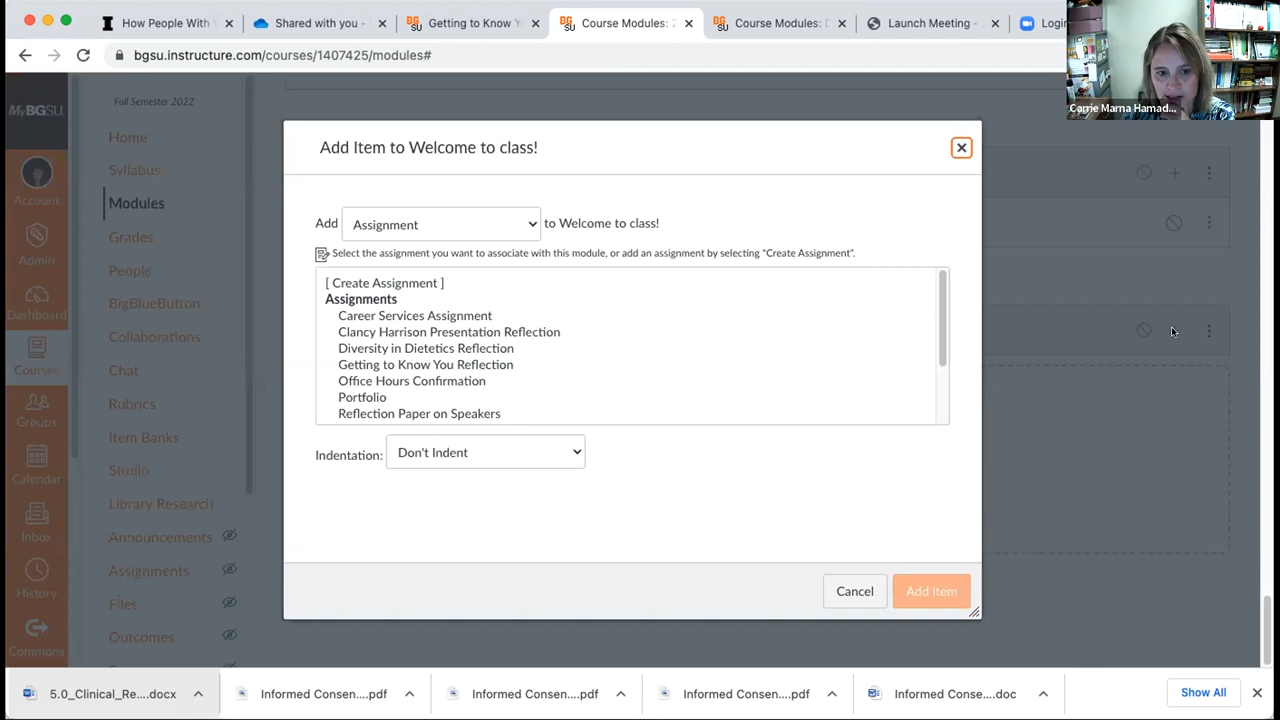 How People With
Shared with you -
Getting to Know Y
Course Modules: 2
Course Modules:
Launch Meeting -
Login
bgsu.instructure.com/courses/1407425/modules#
Carrie Marna Hamad...
MyBGSU
Account
Admin
Dashboard
Courses
Groups
Calendar
Inbox
History
Commons
Fall Semester 2022
Home
Syllabus
Modules
Grades
People
BigBlueButton
Collaborations
Chat
Rubrics
Item Banks
Studio
Library Research
Announcements
Assignments
Files
Outcomes
Add Item to Welcome to class!
Add Assignment to Welcome to class!
Select the assignment you want to associate with this module, or add an assignment by selecting "Create Assignment".
[ Create Assignment ]
Assignments
Career Services Assignment
Clancy Harrison Presentation Reflection
Diversity in Dietetics Reflection
Getting to Know You Reflection
Office Hours Confirmation
Portfolio
Reflection Paper on Speakers
Indentation: Don't Indent
Cancel
Add Item
5.0_Clinical_Re....docx
Informed Consen....pdf
Informed Consen....pdf
Informed Consen....pdf
Informed Conse....doc
Show All